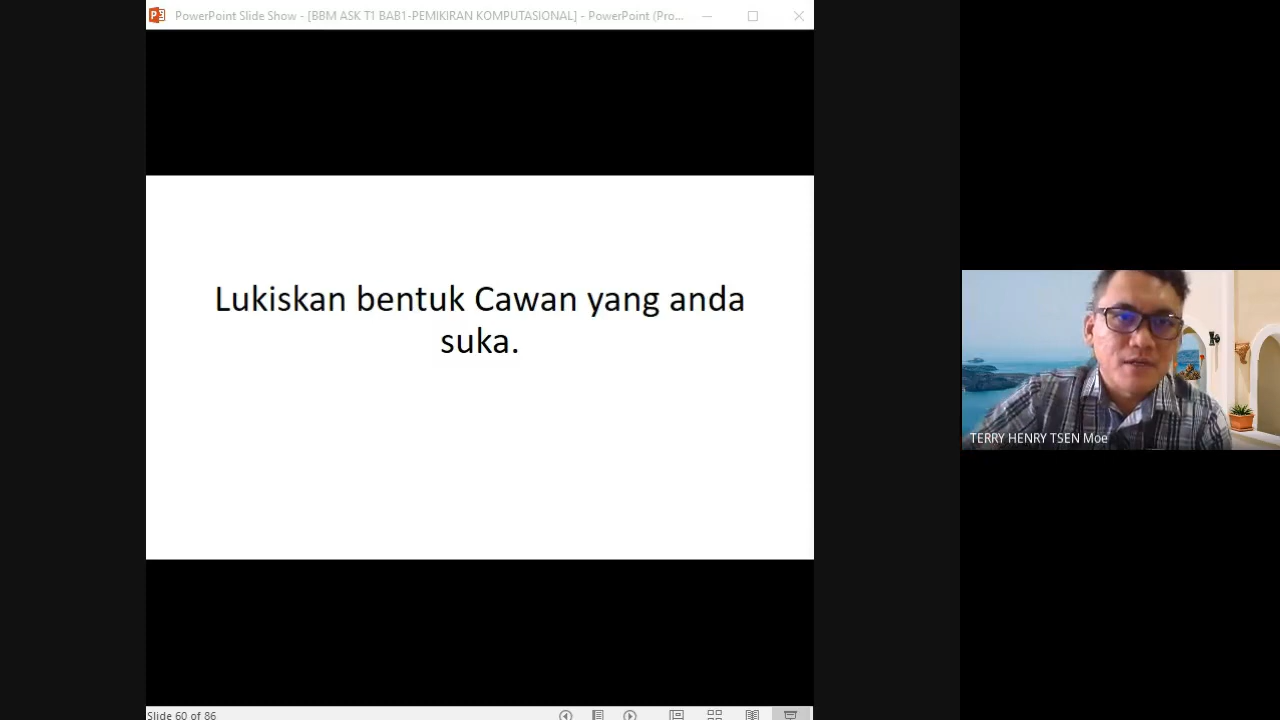 PowerPoint Slide Show - [BBM ASK T1 BAB1-PEMIKIRAN KOMPUTASIONAL] - PowerPoint (Pro...
Lukiskan bentuk Cawan yang anda
suka.
TERRY HENRY TSEN Moe
Slide 60 of 86